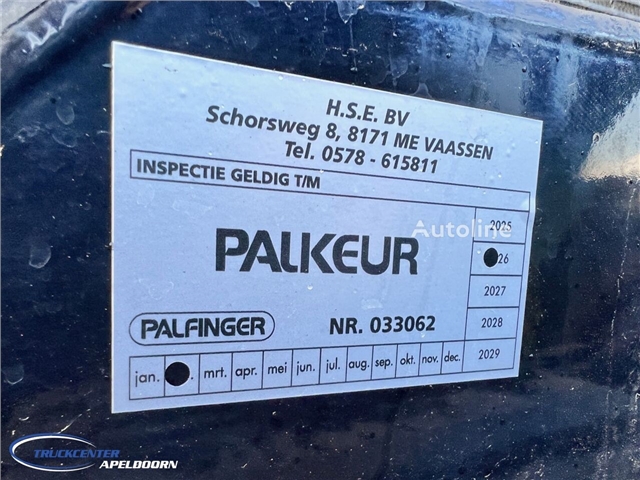 H.S.E. BV
Schorsweg 8, 8171 ME VAASSEN
Tel. 0578 - 615811
INSPECTIE GELDIG T/M
Autoline
2025
26
PALKEUR
2027
PALFINGER
NR. 033062
2028
jan. mrt. apr. mei jun. jul. aug. sep. okt. nov. dec.
2029
TRUCKCENTER
APELDOORN